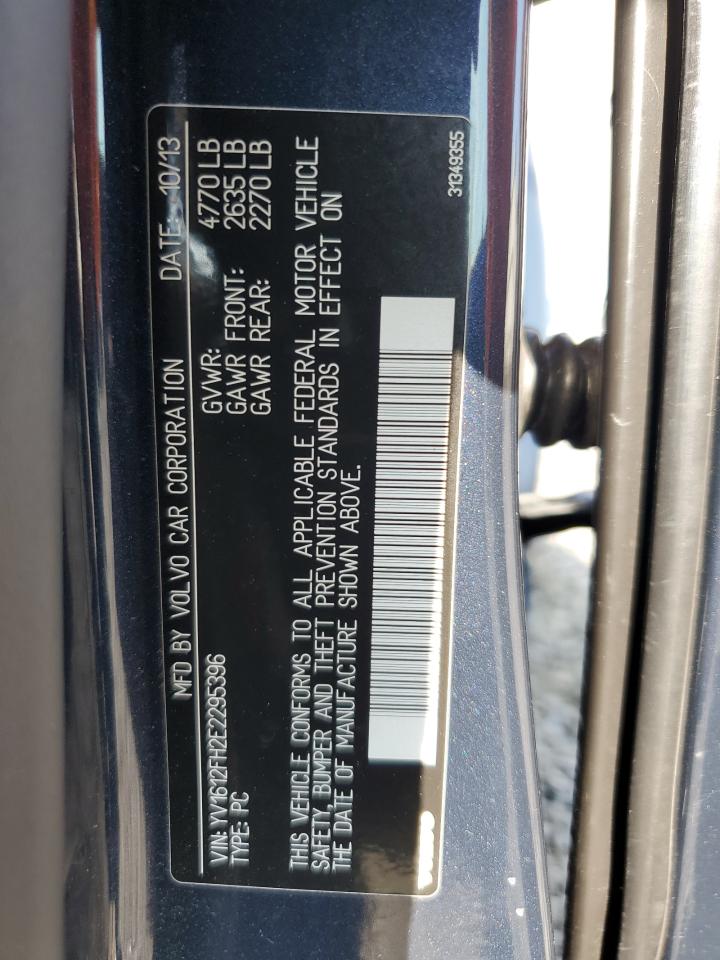 MFD BY VOLVO CAR CORPORATION DATE: 10/13
GVWR: 4770 LB
GAWR FRONT: 2635 LB
GAWR REAR: 2270 LB
VIN: YV1612FH2E2295396
TYPE: PC
THIS VEHICLE CONFORMS TO ALL APPLICABLE FEDERAL MOTOR VEHICLE
SAFETY, BUMPER AND THEFT PREVENTION STANDARDS IN EFFECT ON
THE DATE OF MANUFACTURE SHOWN ABOVE.
31349355